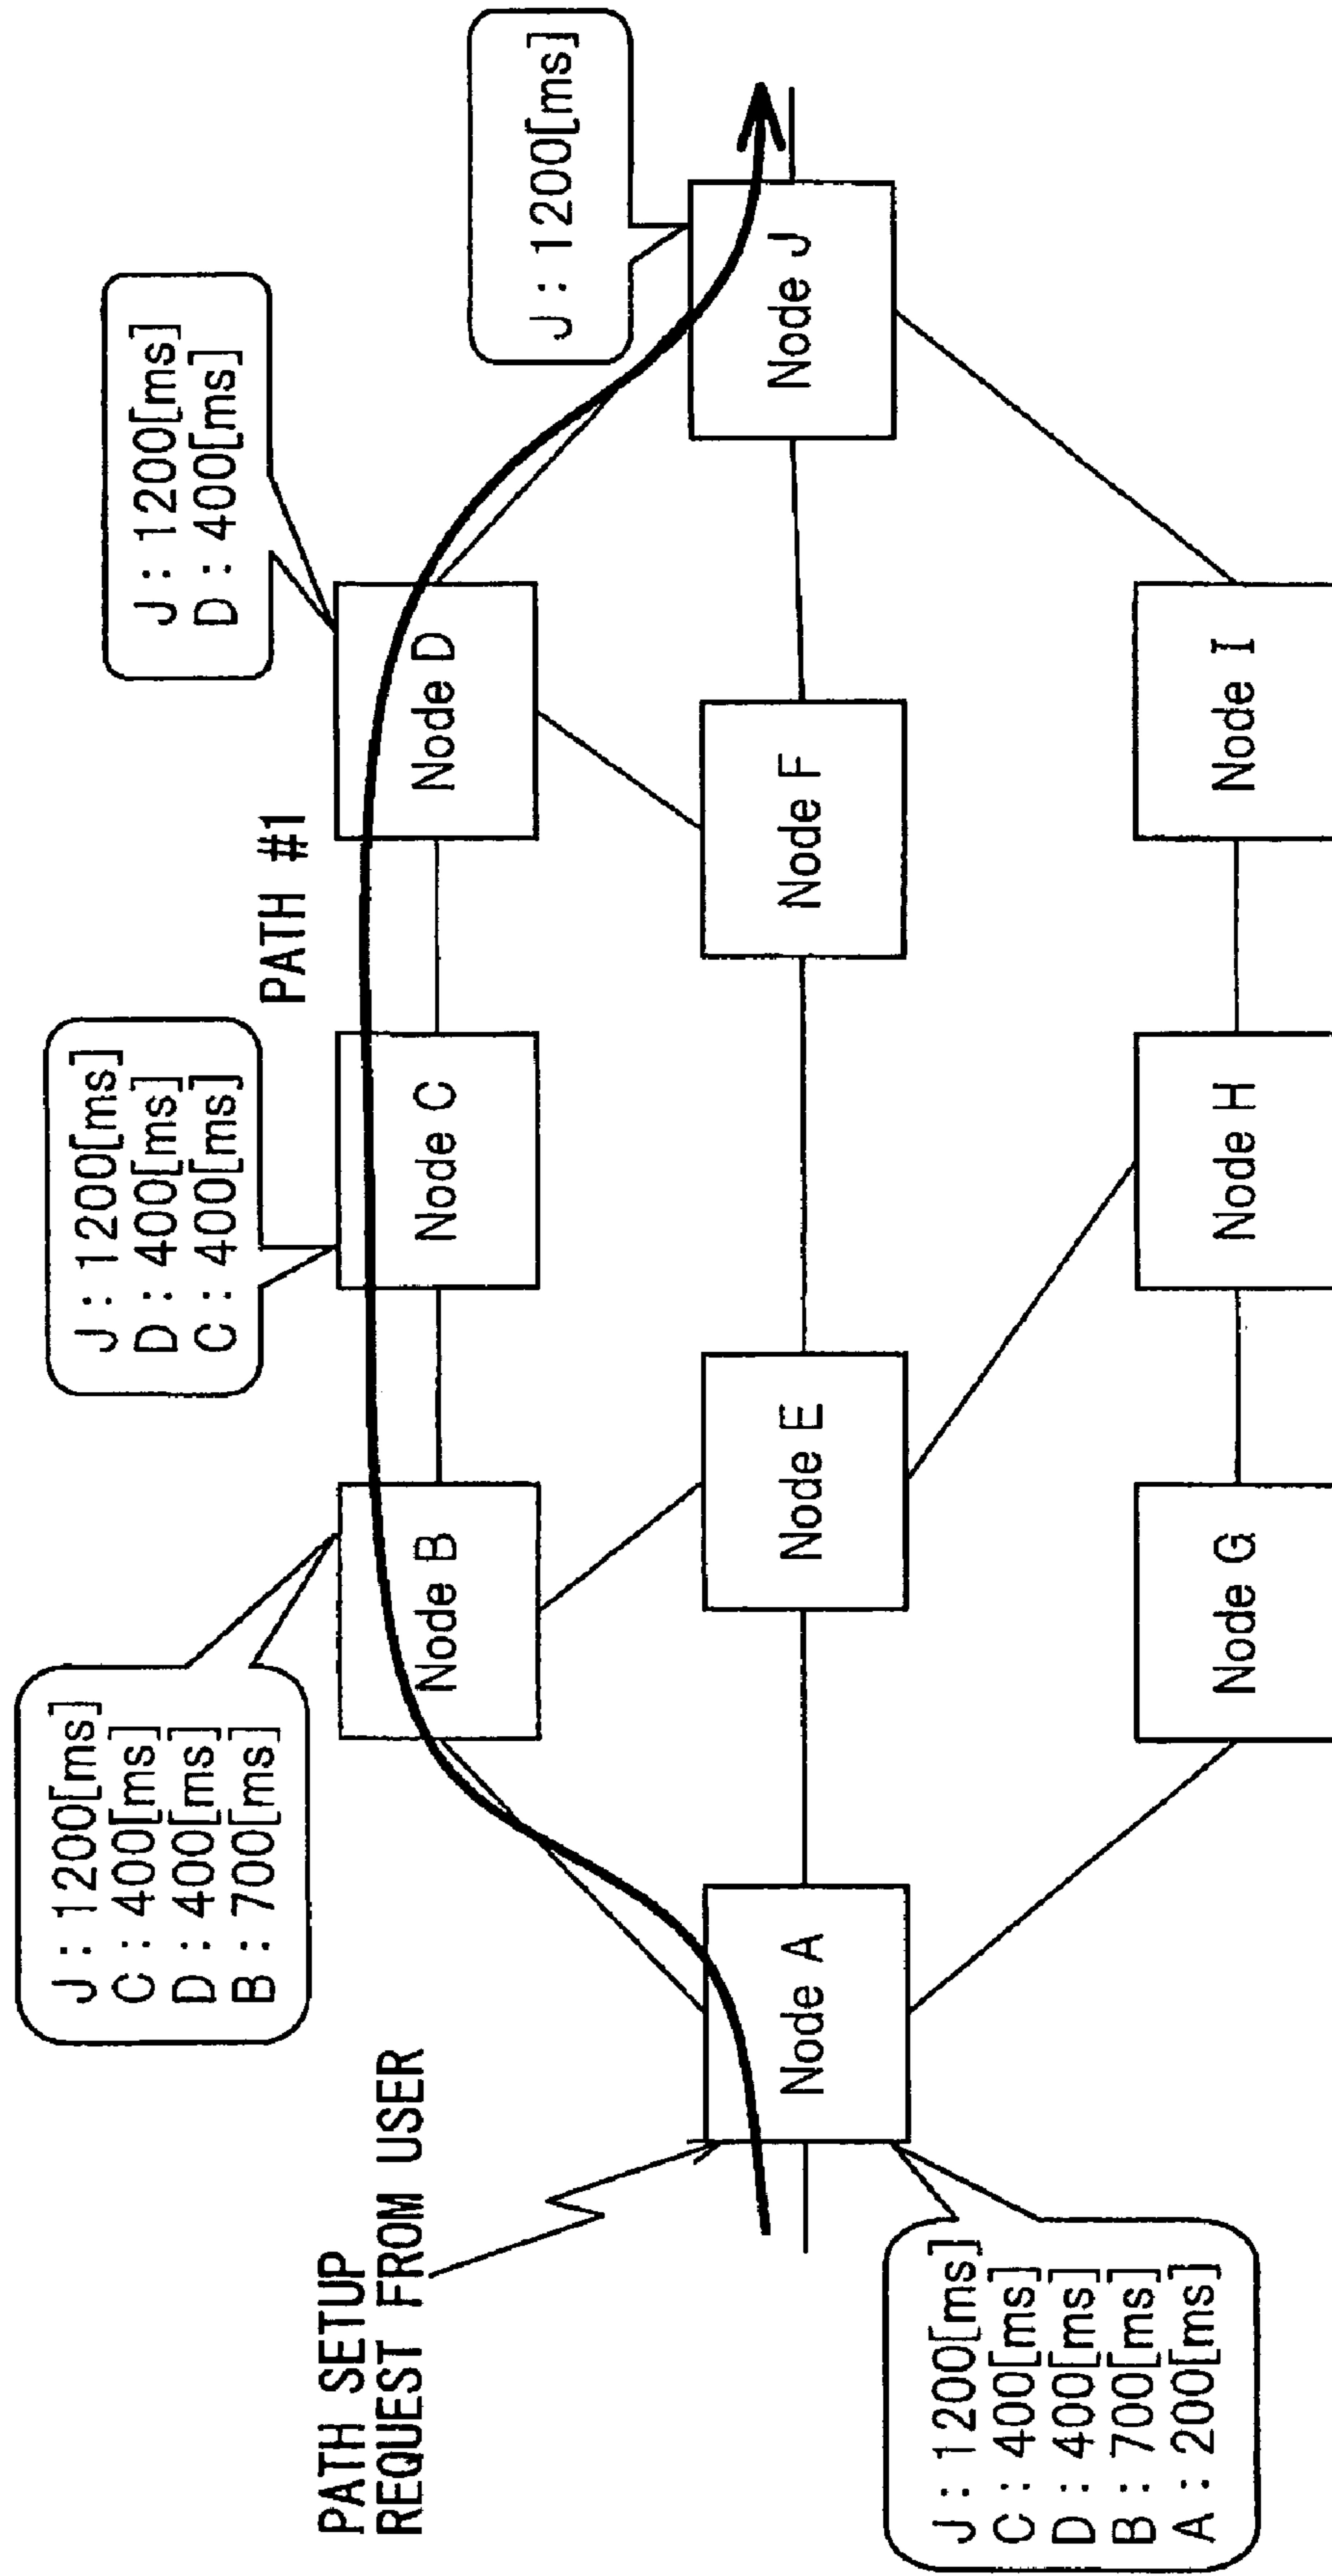 J : 1200[ms]
C : 400[ms]
D : 400[ms]
B : 700[ms]
J : 1200[ms]
D : 400[ms]
C : 400[ms]
J : 1200[ms]
D : 400[ms]
J : 1200[ms]
PATH SETUP
REQUEST FROM USER
PATH #1
Node B
Node C
Node D
Node A
Node E
Node F
Node J
Node G
Node H
Node I
J : 1200[ms]
C : 400[ms]
D : 400[ms]
B : 700[ms]
A : 200[ms]